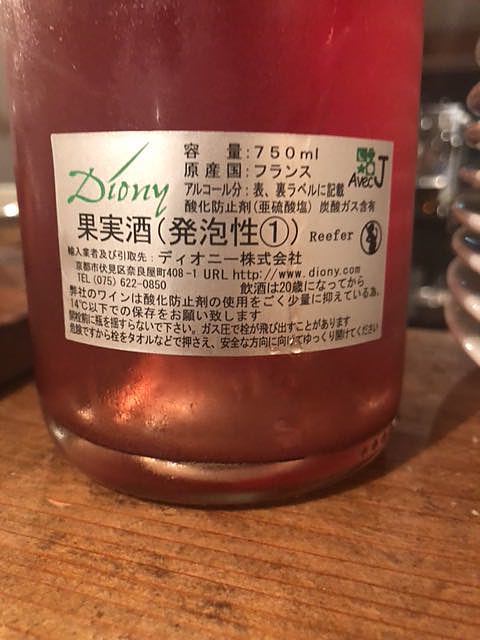 Diony
容量:750ml
原産国:フランス
アルコール分:表、裏ラベルに記載
酸化防止剤(亜硫酸塩) 炭酸ガス含有
Avec J
果実酒(発泡性①) Reefer
輸入業者及び引取先:ディオニー株式会社
京都市伏見区奈良屋町408-1 URL http://www.diony.com
TEL(075)622-0850 飲酒は20歳になってから
弊社のワインは酸化防止剤の使用をごく少量に抑えている為、
14℃以下での保存をお願い致します
開栓前に瓶を揺らすないで下さい。ガス圧で栓が飛び出すことがあります
危険ですから栓をタオルなどで押さえ、安全な方向に向けてゆっくり開けてください